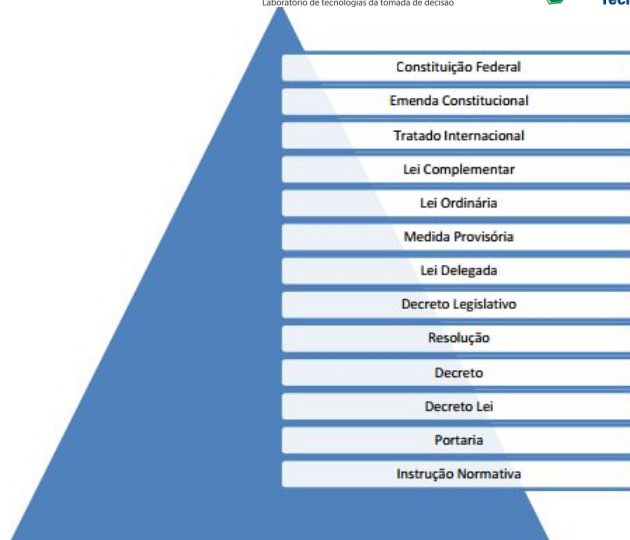 Laboratório de tecnologias da tomada de decisão
Constituição Federal
Emenda Constitucional
Tratado Internacional
Lei Complementar
Lei Ordinária
Medida Provisória
Lei Delegada
Decreto Legislativo
Resolução
Decreto
Decreto Lei
Portaria
Instrução Normativa